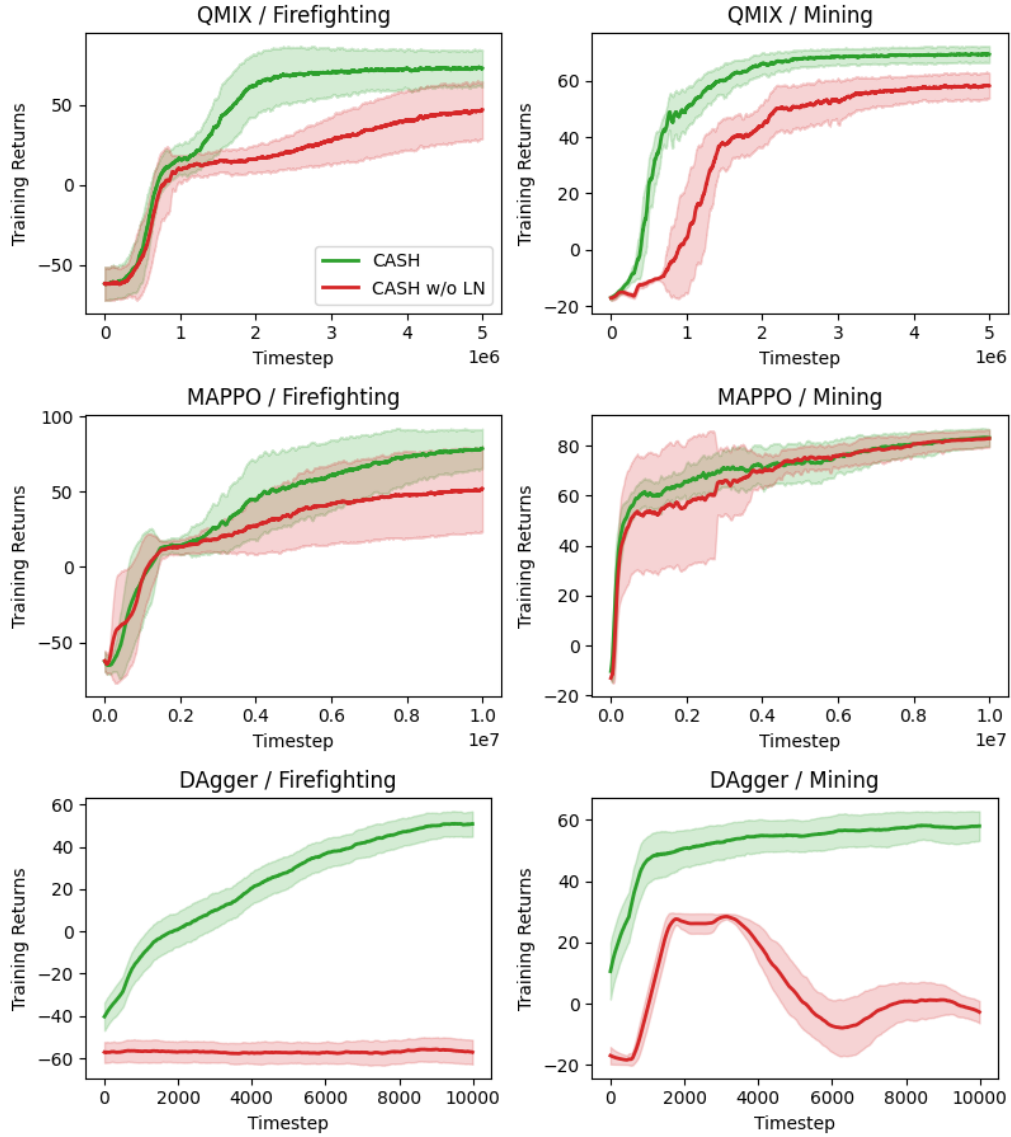 QMIX / Firefighting
Training Returns
50
0
−50
CASH
CASH w/o LN
0 1 2 3 4 5
1e6
Timestep
QMIX / Mining
Training Returns
60
40
20
0
−20
0 1 2 3 4 5
1e6
Timestep
MAPPO / Firefighting
Training Returns
100
50
0
−50
0.0 0.2 0.4 0.6 0.8 1.0
1e7
Timestep
MAPPO / Mining
Training Returns
80
60
40
20
0
−20
0.0 0.2 0.4 0.6 0.8 1.0
1e7
Timestep
DAgger / Firefighting
Training Returns
60
40
20
0
−20
−40
−60
0 2000 4000 6000 8000 10000
Timestep
DAgger / Mining
Training Returns
60
40
20
0
−20
0 2000 4000 6000 8000 10000
Timestep